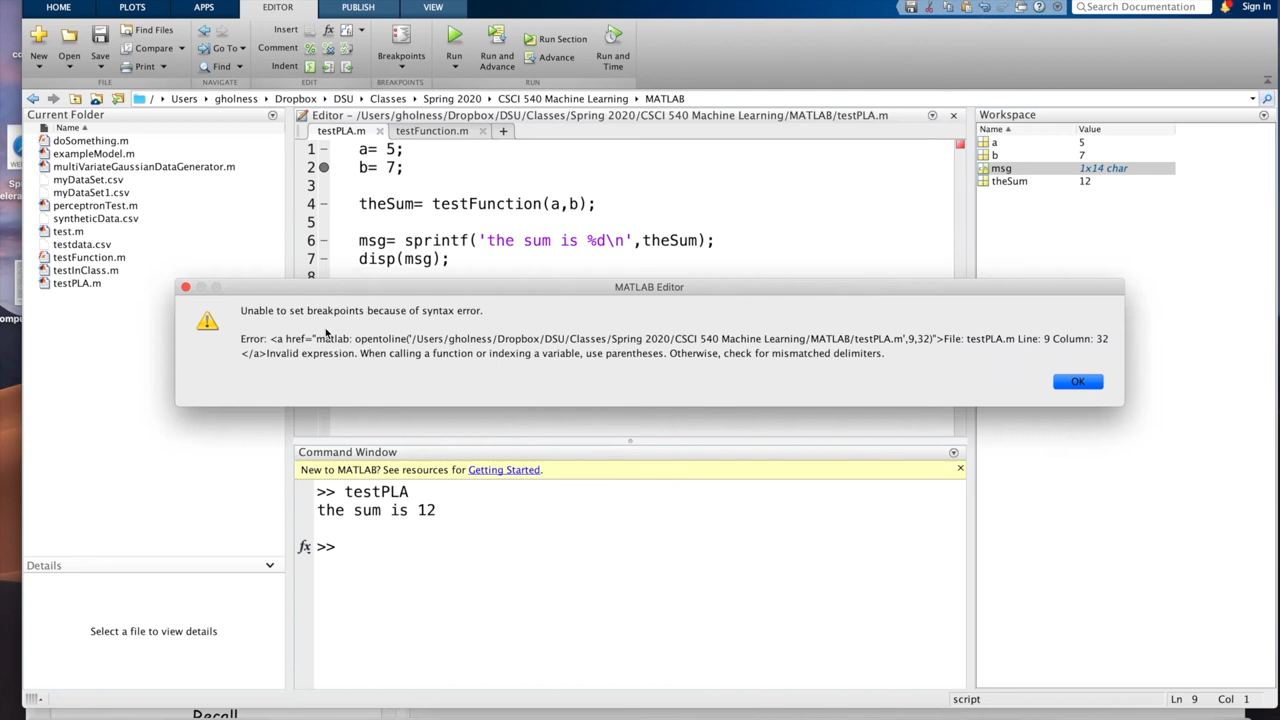 HOME PLOTS APPS EDITOR PUBLISH VIEW Search Documentation Sign In
New Open Save Find Files Compare Print
Go To Find
Insert fx Comment Indent
Breakpoints
Run Run and Advance Run Section Advance Run and Time
FILE NAVIGATE EDIT BREAKPOINTS RUN
/ Users gholness Dropbox DSU Classes Spring 2020 CSCI 540 Machine Learning MATLAB
Current Folder
Name
doSomething.m
exampleModel.m
multiVariateGaussianDataGenerator.m
myDataSet.csv
myDataSet1.csv
perceptronTest.m
syntheticData.csv
test.m
testdata.csv
testFunction.m
testInClass.m
testPLA.m
Details
Select a file to view details
Editor - /Users/gholness/Dropbox/DSU/Classes/Spring 2020/CSCI 540 Machine Learning/MATLAB/testPLA.m
testPLA.m testFunction.m +
1 – a= 5;
2 b= 7;
3
4 – theSum= testFunction(a,b);
5
6 – msg= sprintf('the sum is %d\n',theSum);
7 – disp(msg);
8
MATLAB Editor
Unable to set breakpoints because of syntax error.
Error: <a href="matlab: opentoline('/Users/gholness/Dropbox/DSU/Classes/Spring 2020/CSCI 540 Machine Learning/MATLAB/testPLA.m',9,32)">File: testPLA.m Line: 9 Column: 32
</a>Invalid expression. When calling a function or indexing a variable, use parentheses. Otherwise, check for mismatched delimiters.
OK
Command Window
New to MATLAB? See resources for Getting Started.
>> testPLA
the sum is 12
fx >>
Workspace
Name Value
a 5
b 7
msg 1x14 char
theSum 12
script Ln 9 Col 1
Recall